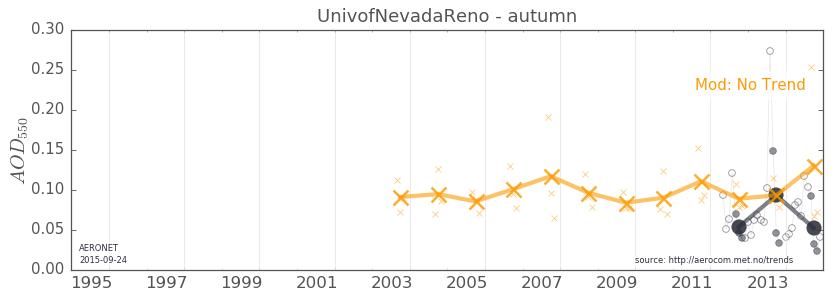 UnivofNevadaReno - autumn
0.30
0.25
0.20
0.15
0.10
0.05
0.00
AOD550
Mod: No Trend
AERONET
2015-09-24
source: http://aerocom.met.no/trends
1995 1997 1999 2001 2003 2005 2007 2009 2011 2013